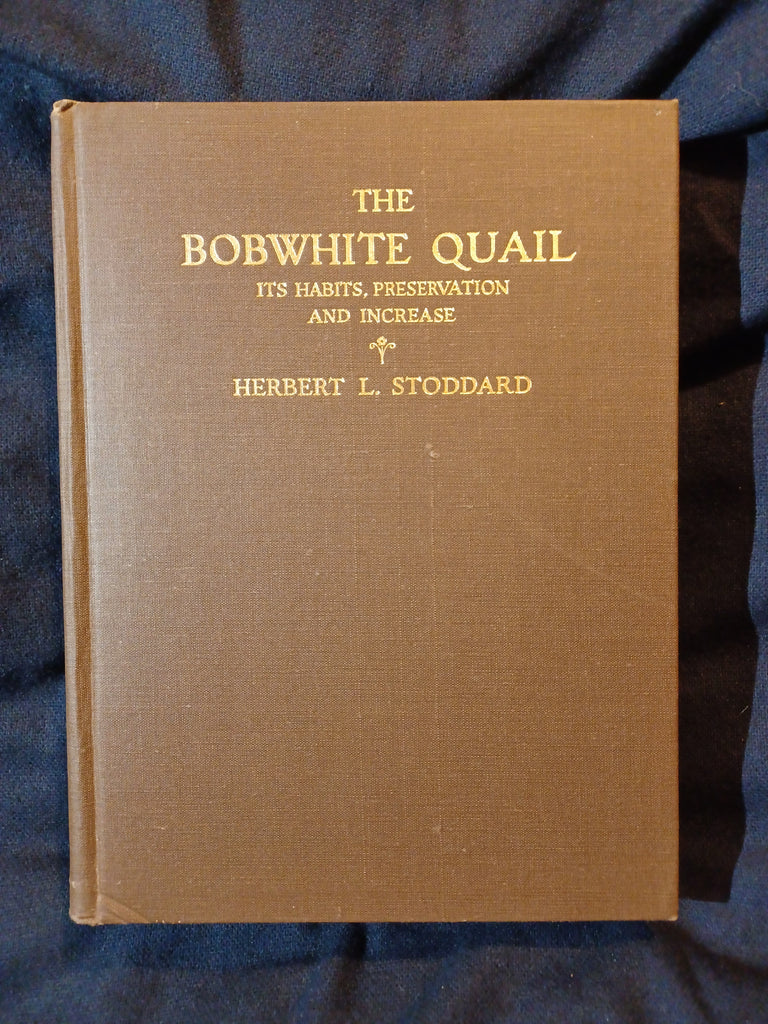 THE
BOBWHITE QUAIL
ITS HABITS, PRESERVATION
AND INCREASE
HERBERT L. STODDARD